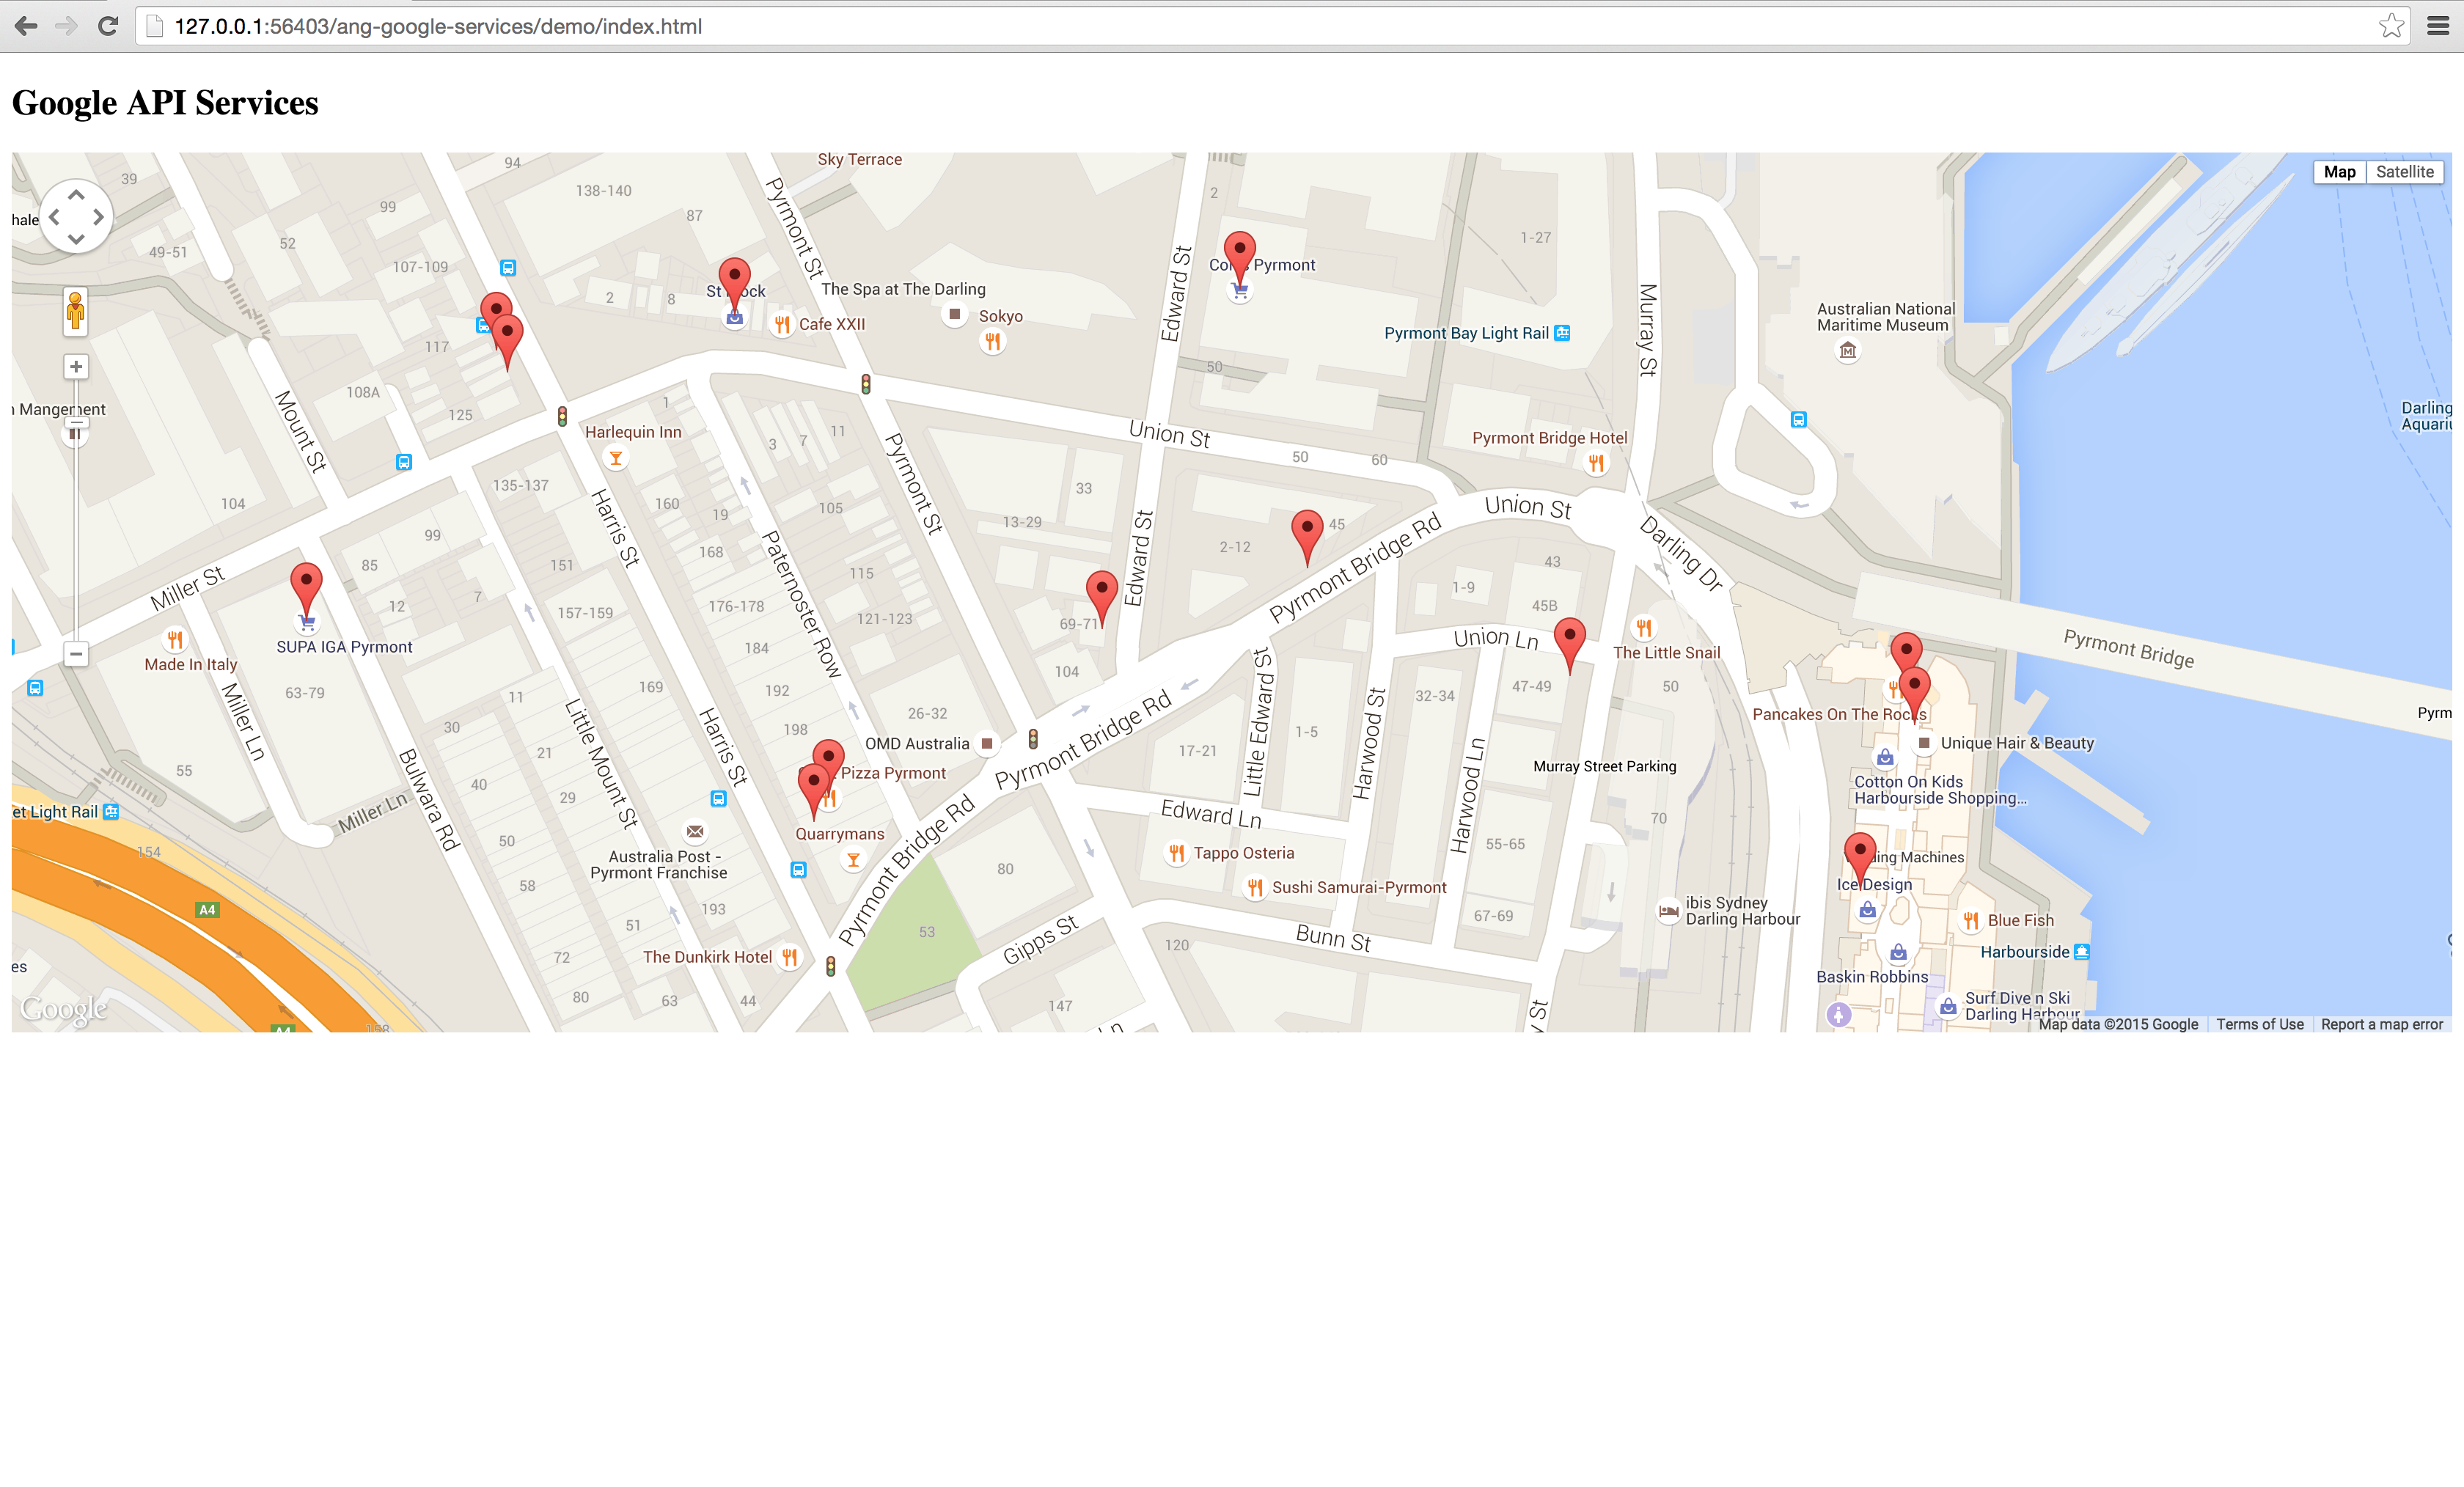 127.0.0.1:56403/ang-google-services/demo/index.html
Google API Services
Map
Satellite
94
Sky Terrace
39
138-140
87
Pyrmont St
2
99
hale
52
49-51
107-109
1-27
Edward St
Pyrmont
The Spa at The Darling
2
8
Cafe XXII
Sokyo
Murray St
Australian National
Maritime Museum
Pyrmont Bay Light Rail
117
50
108A
Mangement
125
1
Darling
Mount St
Harlequin Inn
3
7
11
Union St
Pyrmont Bridge Hotel
50
60
Pyrmont St
135-137
33
104
Harris St
160
19
105
13-29
45
Union St
99
168
2-12
Darling Dr
Pyrmont Bridge Rd
43
Edward St
85
151
Paternoster Row
115
Miller St
12
7
157-159
176-178
121-123
69-71
1-9
45B
SUPA IGA Pyrmont
184
Union Ln
The Little Snail
Pyrmont Bridge
Made In Italy
104
Little Edward St
63-79
Miller Ln
11
169
192
32-34
47-49
50
Harwood St
Pancakes On The Rocks
Pyrm
30
Little Mount St
Harris St
198
26-32
OMD Australia
Pyrmont Bridge Rd
17-21
1-5
Unique Hair & Beauty
21
55
Bulwara Rd
40
Pizza Pyrmont
Harwood Ln
Murray Street Parking
Cotton On Kids
Harbourside Shopping...
29
et Light Rail
Miller Ln
Edward Ln
70
Quarrymans
Pyrmont Bridge Rd
154
50
Australia Post -
Pyrmont Franchise
Tappo Osteria
55-65
Machines
80
58
Sushi Samurai-Pyrmont
Ice Design
A4
193
51
53
67-69
ibis Sydney
Darling Harbour
Blue Fish
Gipps St
Bunn St
120
72
The Dunkirk Hotel
Harbourside
es
Baskin Robbins
80
63
44
147
Surf Dive n Ski
Darling Harbour
Google
A4
158
Ln
St
Map data ©2015 Google
Terms of Use
Report a map error